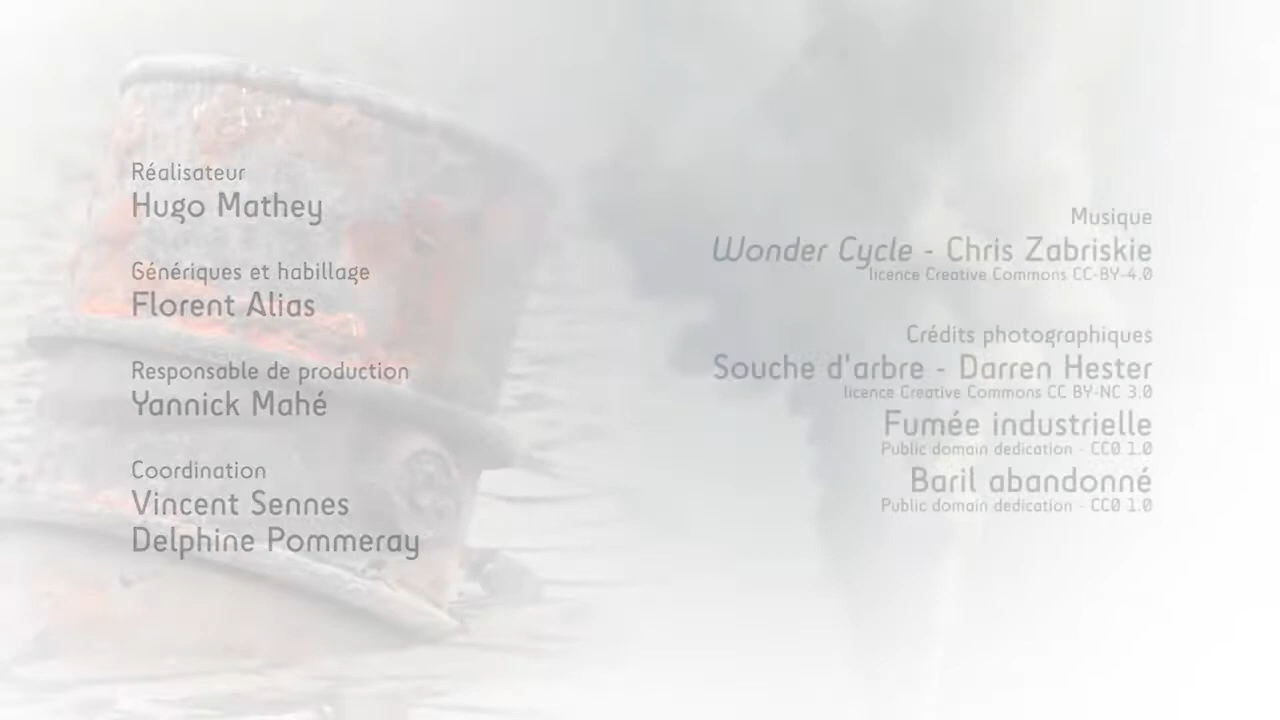 Réalisateur
Hugo Mathey
Génériques et habillage
Florent Alias
Responsable de production
Yannick Mahé
Coordination
Vincent Sennes
Delphine Pommeray
Musique
Wonder Cycle - Chris Zabriskie
licence Creative Commons CC-BY-4.0
Crédits photographiques
Souche d'arbre - Darren Hester
licence Creative Commons CC BY-NC 3.0
Fumée industrielle
Public domain dedication - CC0 1.0
Baril abandonné
Public domain dedication - CC0 1.0